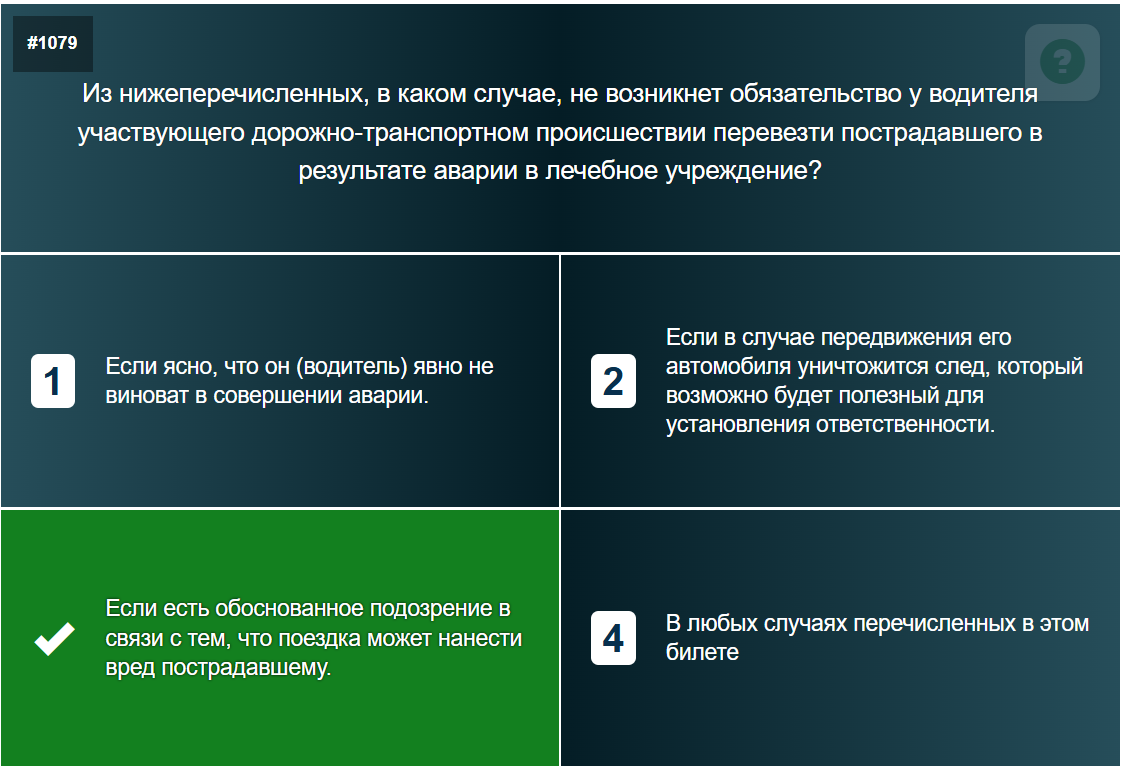 #1079
?
Из нижеперечисленных, в каком случае, не возникнет обязательство у водителя
участвующего дорожно-транспортном происшествии перевезти пострадавшего в
результате аварии в лечебное учреждение?
1
Если ясно, что он (водитель) явно не
виноват в совершении аварии.
2
Если в случае передвижения его
автомобиля уничтожится след, который
возможно будет полезный для
установления ответственности.
Если есть обоснованное подозрение в
связи с тем, что поездка может нанести
вред пострадавшему.
4
В любых случаях перечисленных в этом
билете